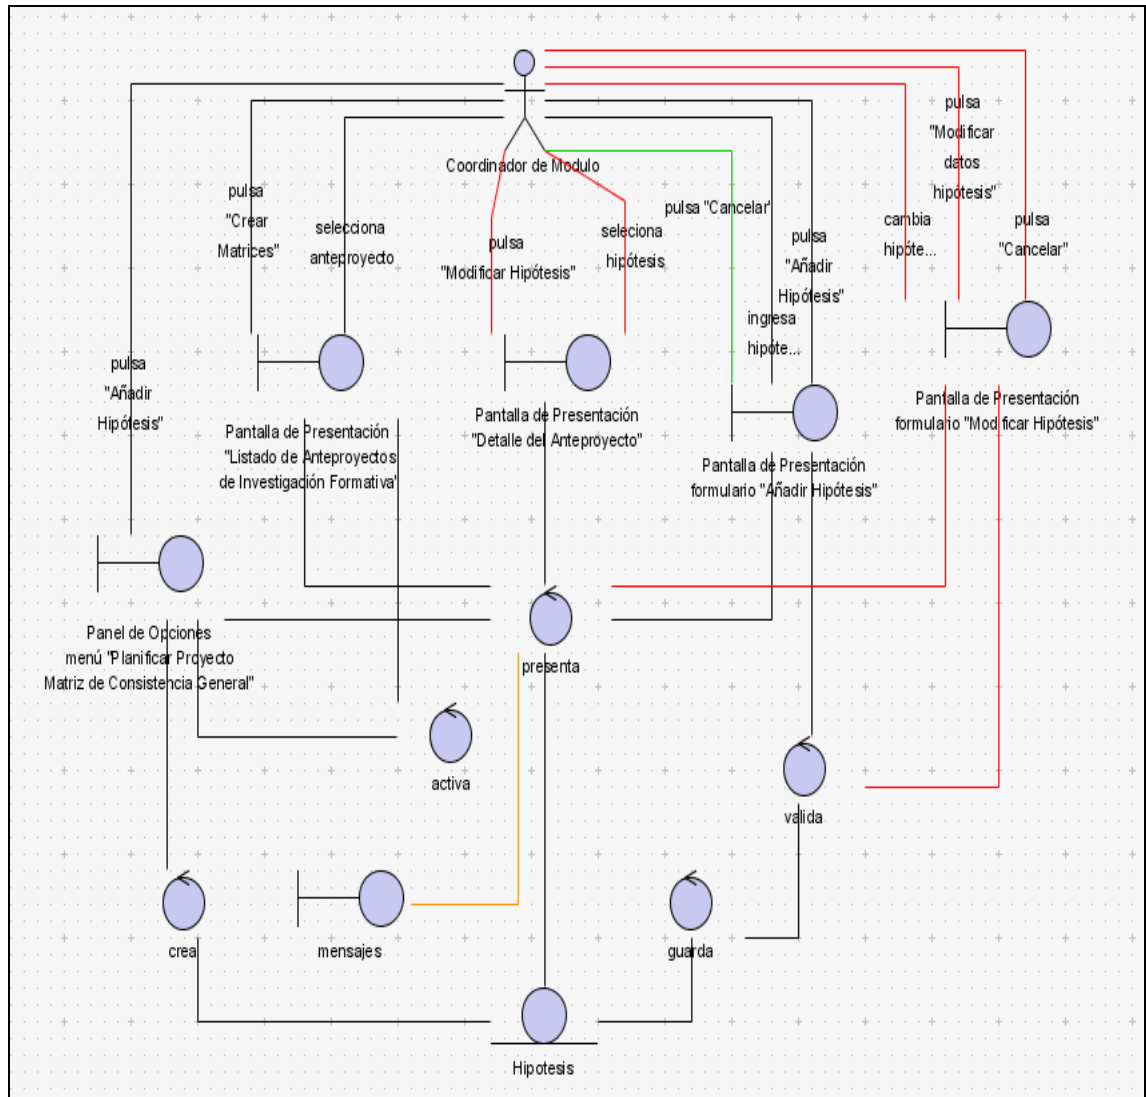 Coordinador de Modulo
pulsa
"Crear
Matrices"
selecciona
anteproyecto
pulsa
"Modificar Hipótesis"
seleciona
hipótesis
pulsa "Cancelar'
pulsa
"Añadir
Hipótesis"
ingresa
hipóte...
cambia
hipóte...
pulsa
"Modificar
datos
hipótesis"
pulsa
"Cancelar"
pulsa
"Añadir
Hipótesis"
Pantalla de Presentación
"Listado de Anteproyectos
de Investigación Formativa'
Pantalla de Presentación
"Detalle del Anteproyecto"
Pantalla de Presentación
formulario "Añadir Hipótesis"
Pantalla de Presentación
formulario "Modificar Hipótesis"
Panel de Opciones
menú "Planificar Proyecto
Matriz de Consistencia General"
presenta
activa
valida
crea
mensajes
guarda
Hipotesis